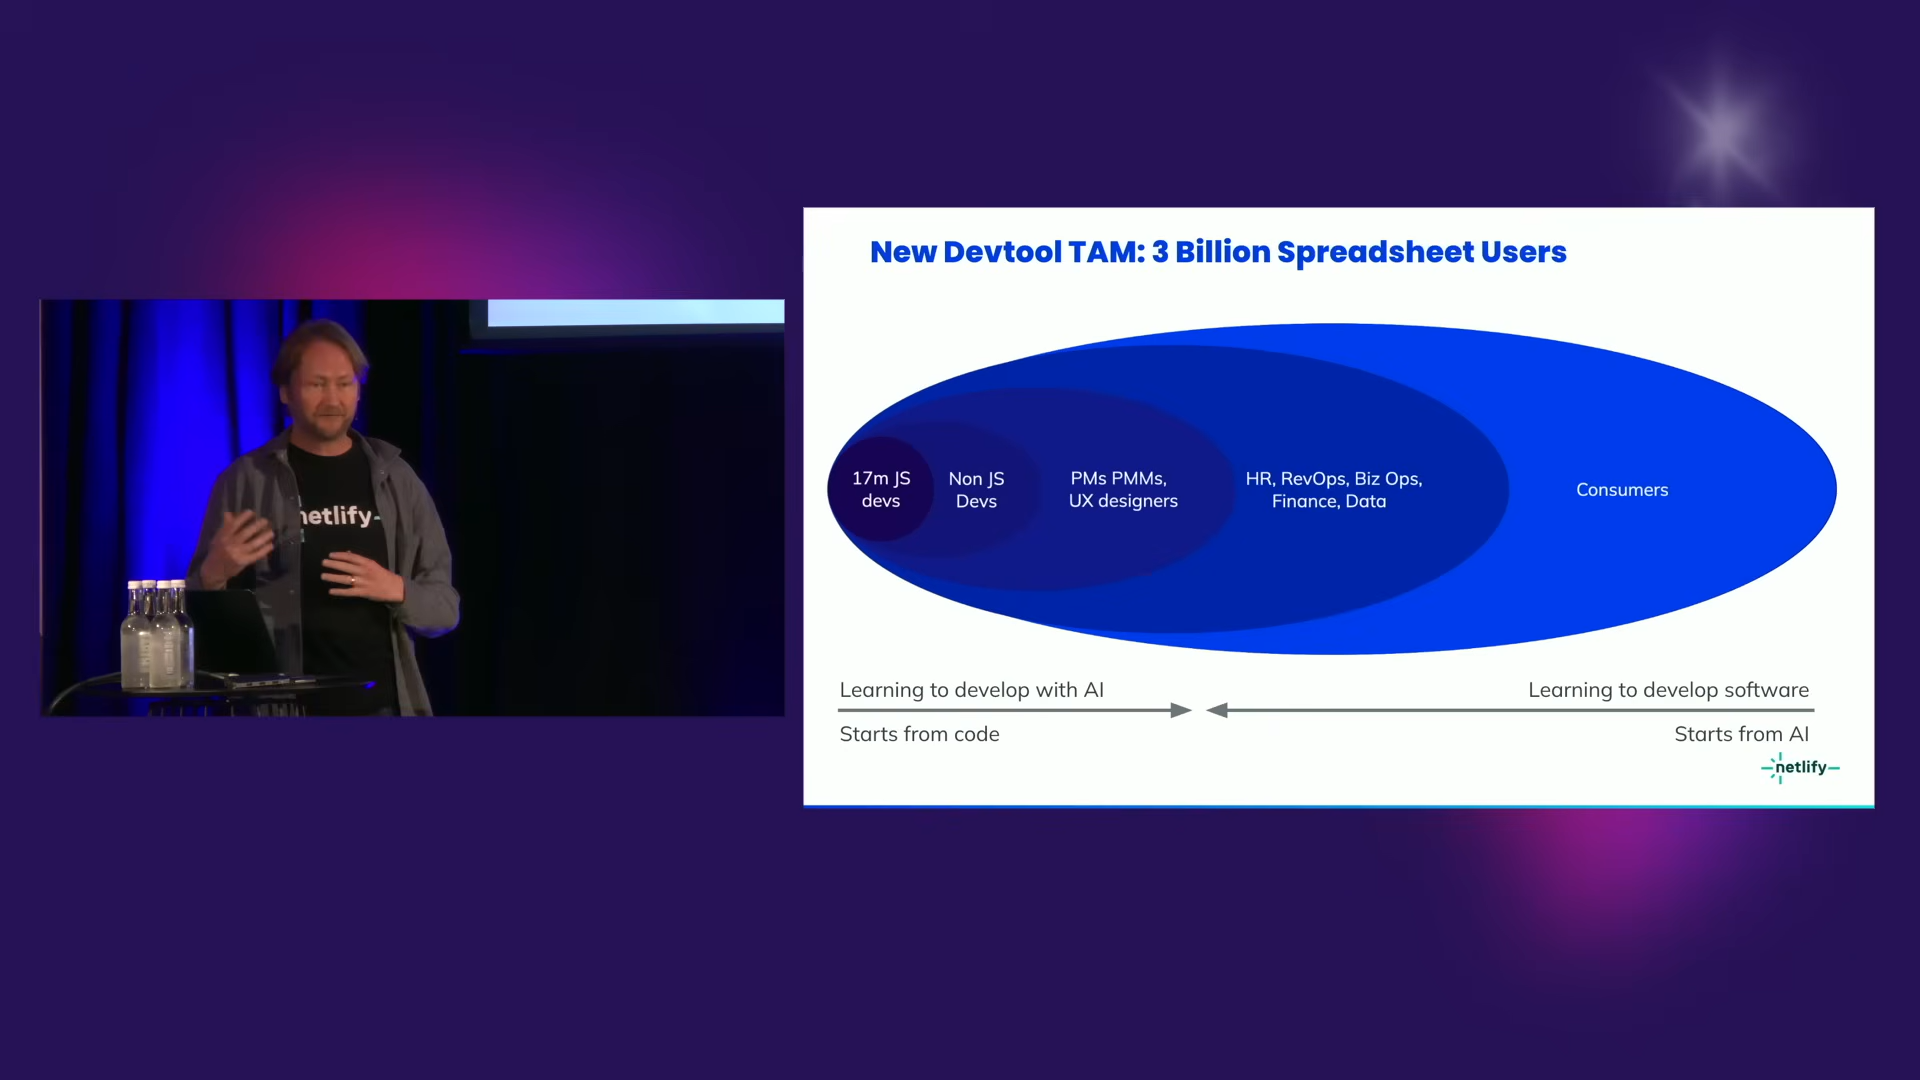 netlify
New Devtool TAM: 3 Billion Spreadsheet Users
17m JS
devs
Non JS
Devs
PMs PMMs,
UX designers
HR, RevOps, Biz Ops,
Finance, Data
Consumers
Learning to develop with AI
Learning to develop software
Starts from code
Starts from AI
netlify